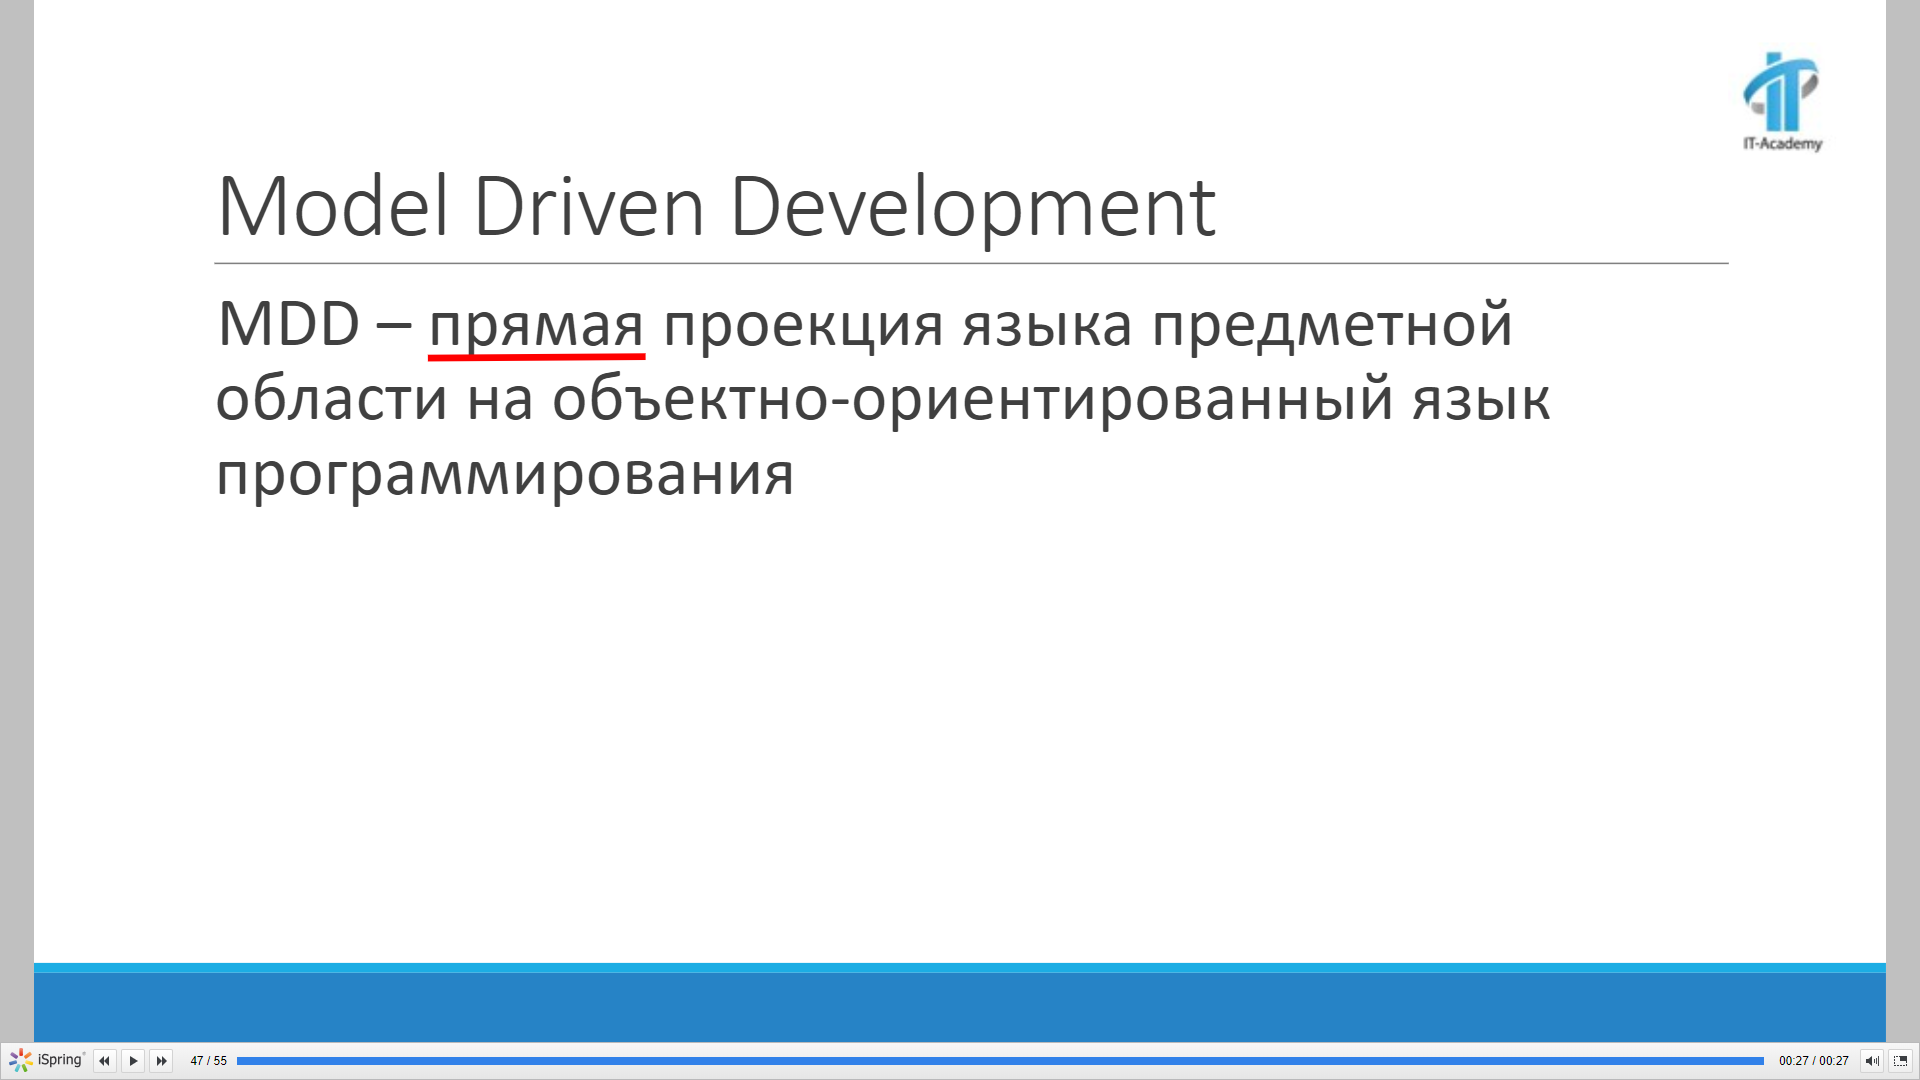 IT-Academy
Model Driven Development
MDD – прямая проекция языка предметной
области на объектно-ориентированный язык
программирования
iSpring 47 / 55 00:27 / 00:27